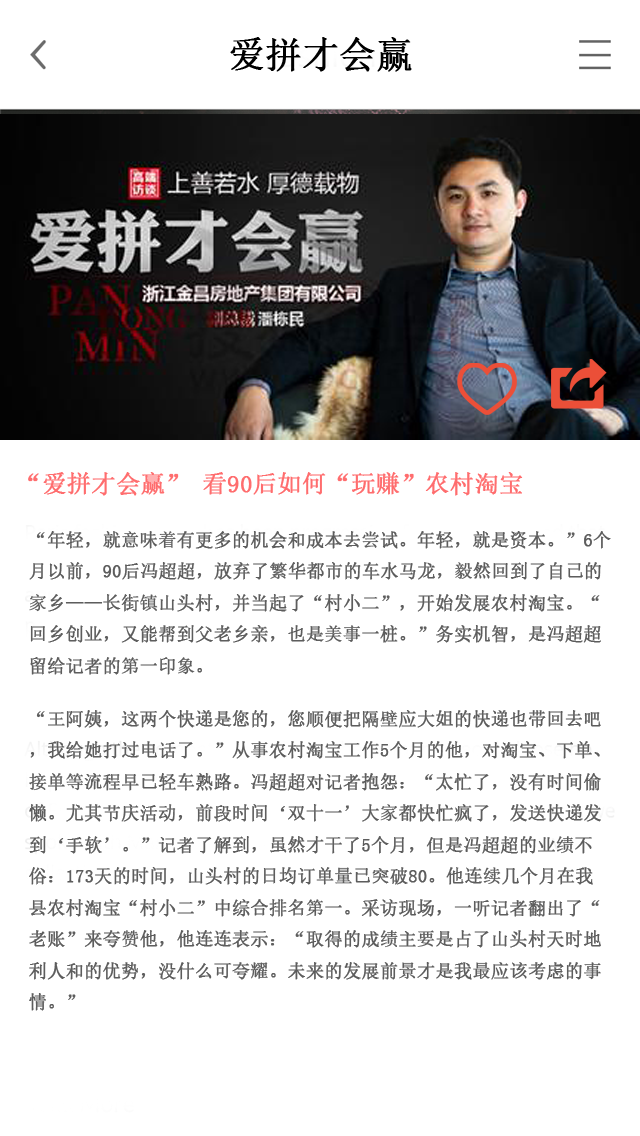 爱拼才会赢
高端
访谈
上善若水 厚德载物
爱拼才会赢
浙江金昌房地产集团有限公司
PAN
DONG
MIN
副总裁 潘栋民
“爱拼才会赢” 看90后如何“玩赚”农村淘宝
“年轻，就意味着有更多的机会和成本去尝试。年轻，就是资本。”6个
月以前，90后冯超超，放弃了繁华都市的车水马龙，毅然回到了自己的
家乡——长街镇山头村，并当起了“村小二”，开始发展农村淘宝。“
回乡创业，又能帮到父老乡亲，也是美事一桩。”务实机智，是冯超超
留给记者的第一印象。
“王阿姨，这两个快递是您的，您顺便把隔壁应大姐的快递也带回去吧
，我给她打过电话了。”从事农村淘宝工作5个月的他，对淘宝、下单、
接单等流程早已轻车熟路。冯超超对记者抱怨：“太忙了，没有时间偷
懒。尤其节庆活动，前段时间‘双十一’大家都快忙疯了，发送快递发
到‘手软’。”记者了解到，虽然才干了5个月，但是冯超超的业绩不
俗：173天的时间，山头村的日均订单量已突破80。他连续几个月在我
县农村淘宝“村小二”中综合排名第一。采访现场，一听记者翻出了“
老账”来夸赞他，他连连表示：“取得的成绩主要是占了山头村天时地
利人和的优势，没什么可夸耀。未来的发展前景才是我最应该考虑的事
情。”